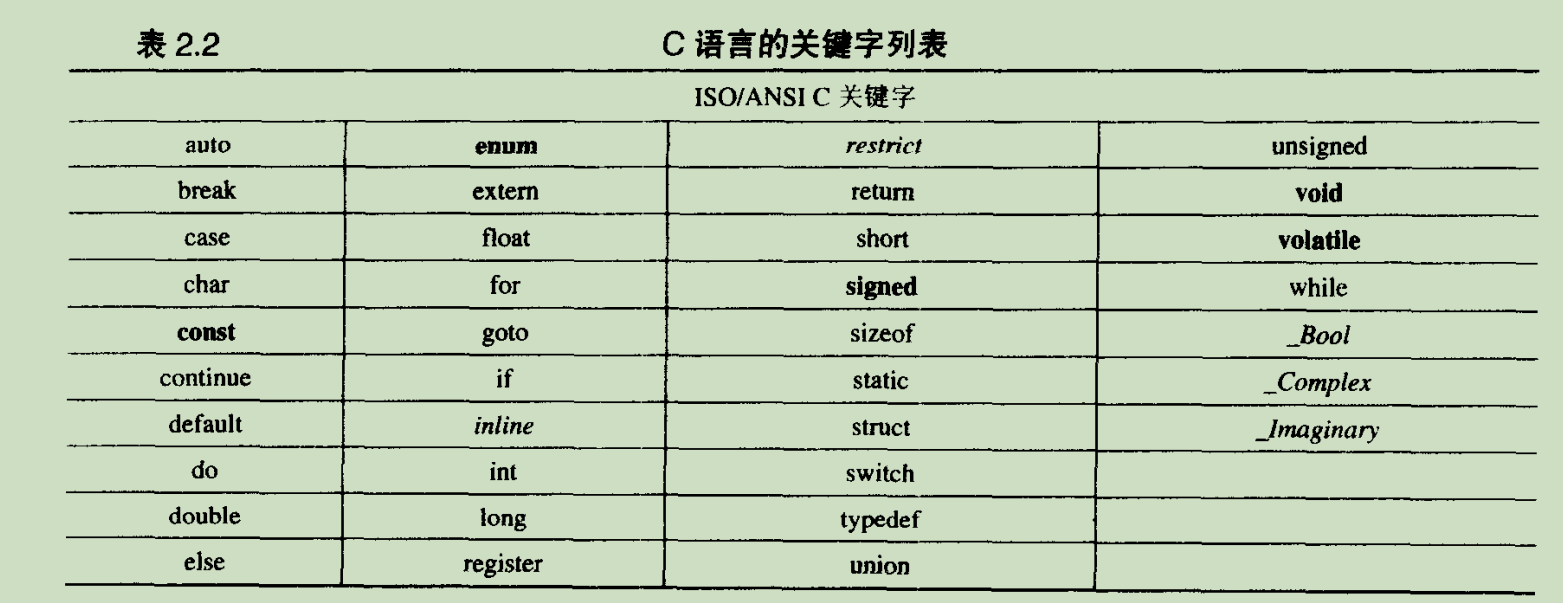 表 2.2 C 语言的关键字列表
ISO/ANSI C 关键字
auto enum restrict unsigned
break extern return void
case float short volatile
char for signed while
const goto sizeof _Bool
continue if static _Complex
default inline struct _Imaginary
do int switch
double long typedef
else register union